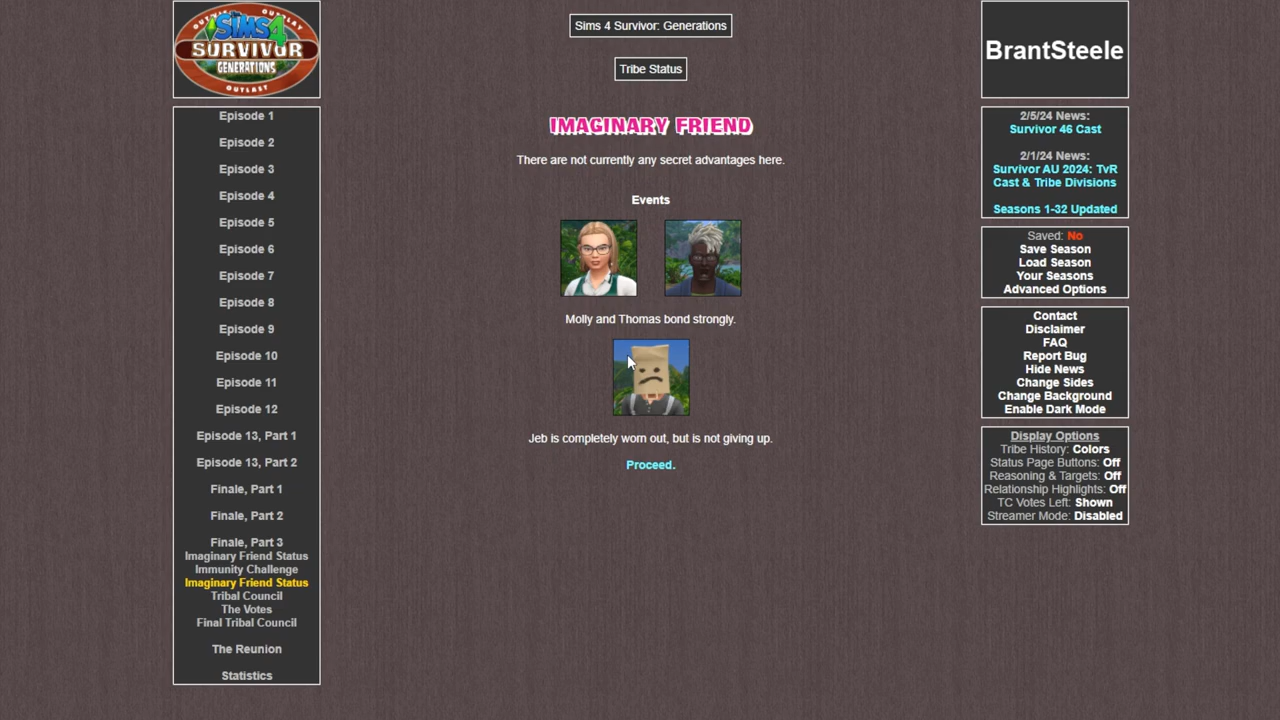 OUTWIT OUTPLAY
THE SIMS 4
SURVIVOR
GENERATIONS
OUTLAST
Episode 1
Episode 2
Episode 3
Episode 4
Episode 5
Episode 6
Episode 7
Episode 8
Episode 9
Episode 10
Episode 11
Episode 12
Episode 13, Part 1
Episode 13, Part 2
Finale, Part 1
Finale, Part 2
Finale, Part 3
Imaginary Friend Status
Immunity Challenge
Imaginary Friend Status
Tribal Council
The Votes
Final Tribal Council
The Reunion
Statistics
Sims 4 Survivor: Generations
Tribe Status
IMAGINARY FRIEND
There are not currently any secret advantages here.
Events
Molly and Thomas bond strongly.
Jeb is completely worn out, but is not giving up.
Proceed.
BrantSteele
2/5/24 News:
Survivor 46 Cast
2/1/24 News:
Survivor AU 2024: TvR
Cast & Tribe Divisions
Seasons 1-32 Updated
Saved: No
Save Season
Load Season
Your Seasons
Advanced Options
Contact
Disclaimer
FAQ
Report Bug
Hide News
Change Sides
Change Background
Enable Dark Mode
Display Options
Tribe History: Colors
Status Page Buttons: Off
Reasoning & Targets: Off
Relationship Highlights: Off
TC Votes Left: Shown
Streamer Mode: Disabled